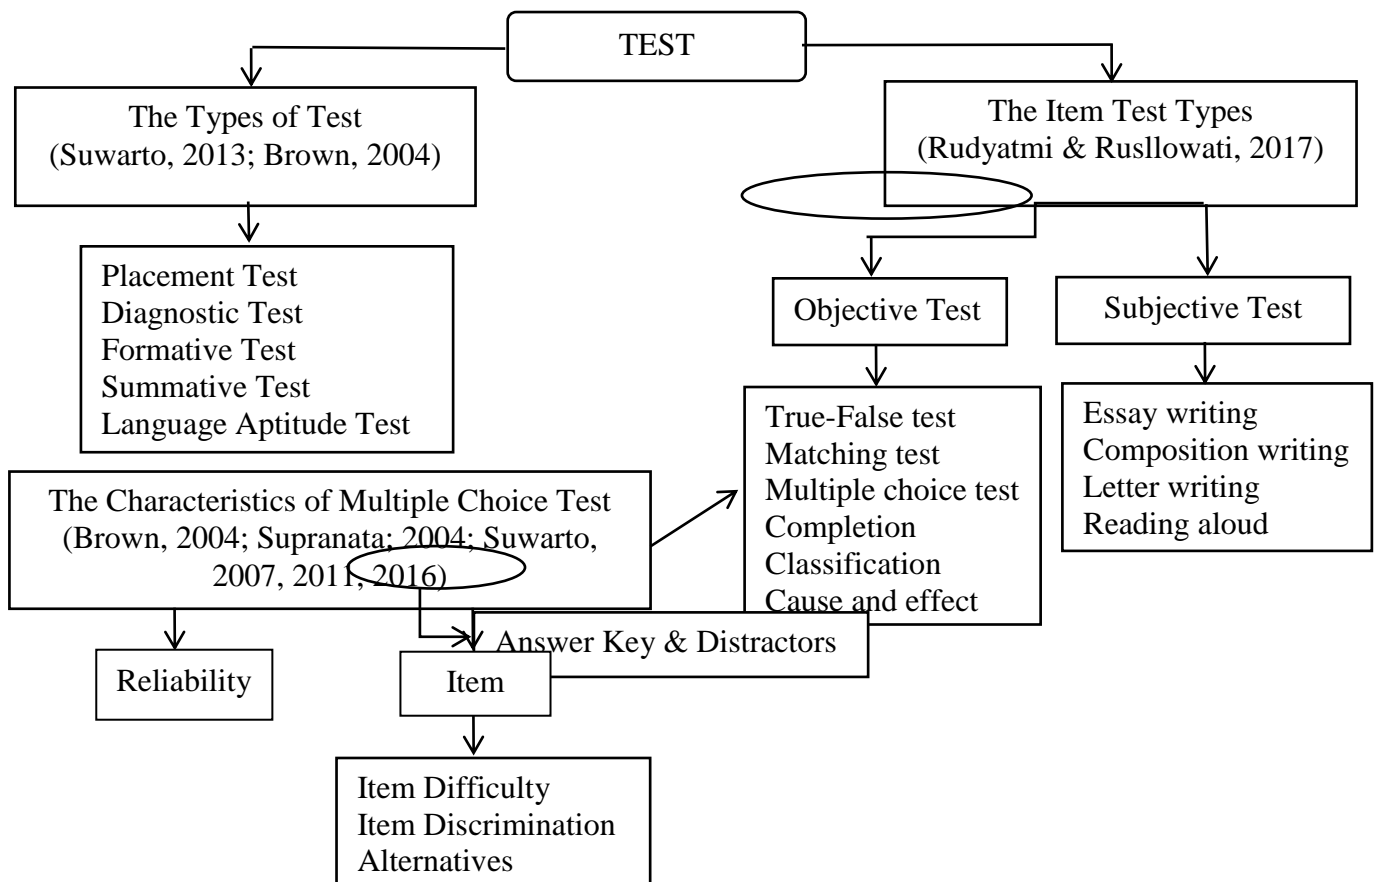 TEST
The Types of Test
(Suwarto, 2013; Brown, 2004)
The Item Test Types
(Rudyatmi & Rusllowati, 2017)
Placement Test
Diagnostic Test
Formative Test
Summative Test
Language Aptitude Test
Objective Test
Subjective Test
True-False test
Matching test
Multiple choice test
Completion
Classification
Cause and effect
Essay writing
Composition writing
Letter writing
Reading aloud
The Characteristics of Multiple Choice Test
(Brown, 2004; Supranata; 2004; Suwarto,
2007, 2011, 2016)
Answer Key & Distractors
Reliability
Item
Item Difficulty
Item Discrimination
Alternatives